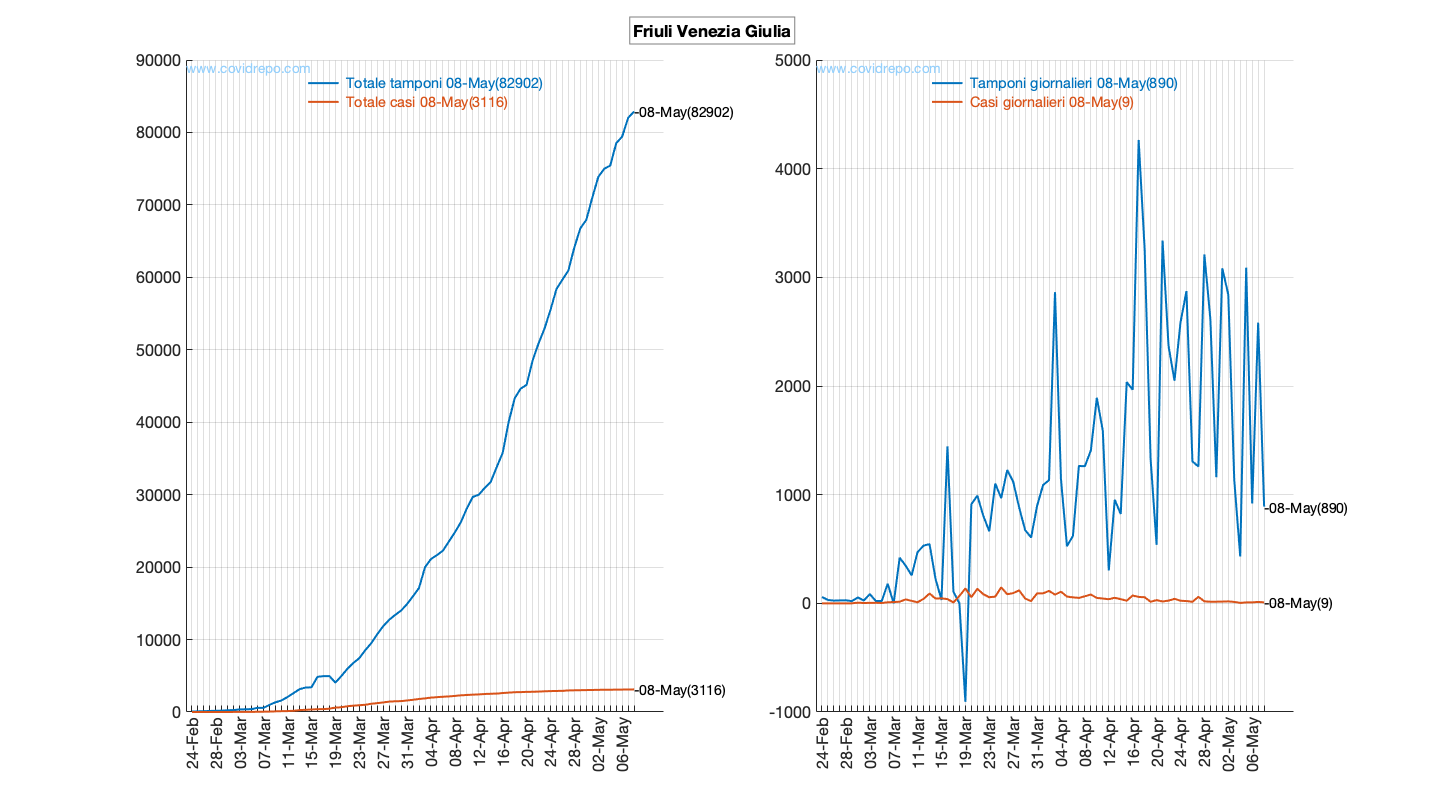 Friuli Venezia Giulia
www.covidrepo.com
Totale tamponi 08-May(82902)
Totale casi 08-May(3116)
90000
80000
70000
60000
50000
40000
30000
20000
10000
0
-08-May(82902)
-08-May(3116)
24-Feb
28-Feb
03-Mar
07-Mar
11-Mar
15-Mar
19-Mar
23-Mar
27-Mar
31-Mar
04-Apr
08-Apr
12-Apr
16-Apr
20-Apr
24-Apr
28-Apr
02-May
06-May
www.covidrepo.com
Tamponi giornalieri 08-May(890)
Casi giornalieri 08-May(9)
5000
4000
3000
2000
1000
0
-1000
-08-May(890)
-08-May(9)
24-Feb
28-Feb
03-Mar
07-Mar
11-Mar
15-Mar
19-Mar
23-Mar
27-Mar
31-Mar
04-Apr
08-Apr
12-Apr
16-Apr
20-Apr
24-Apr
28-Apr
02-May
06-May